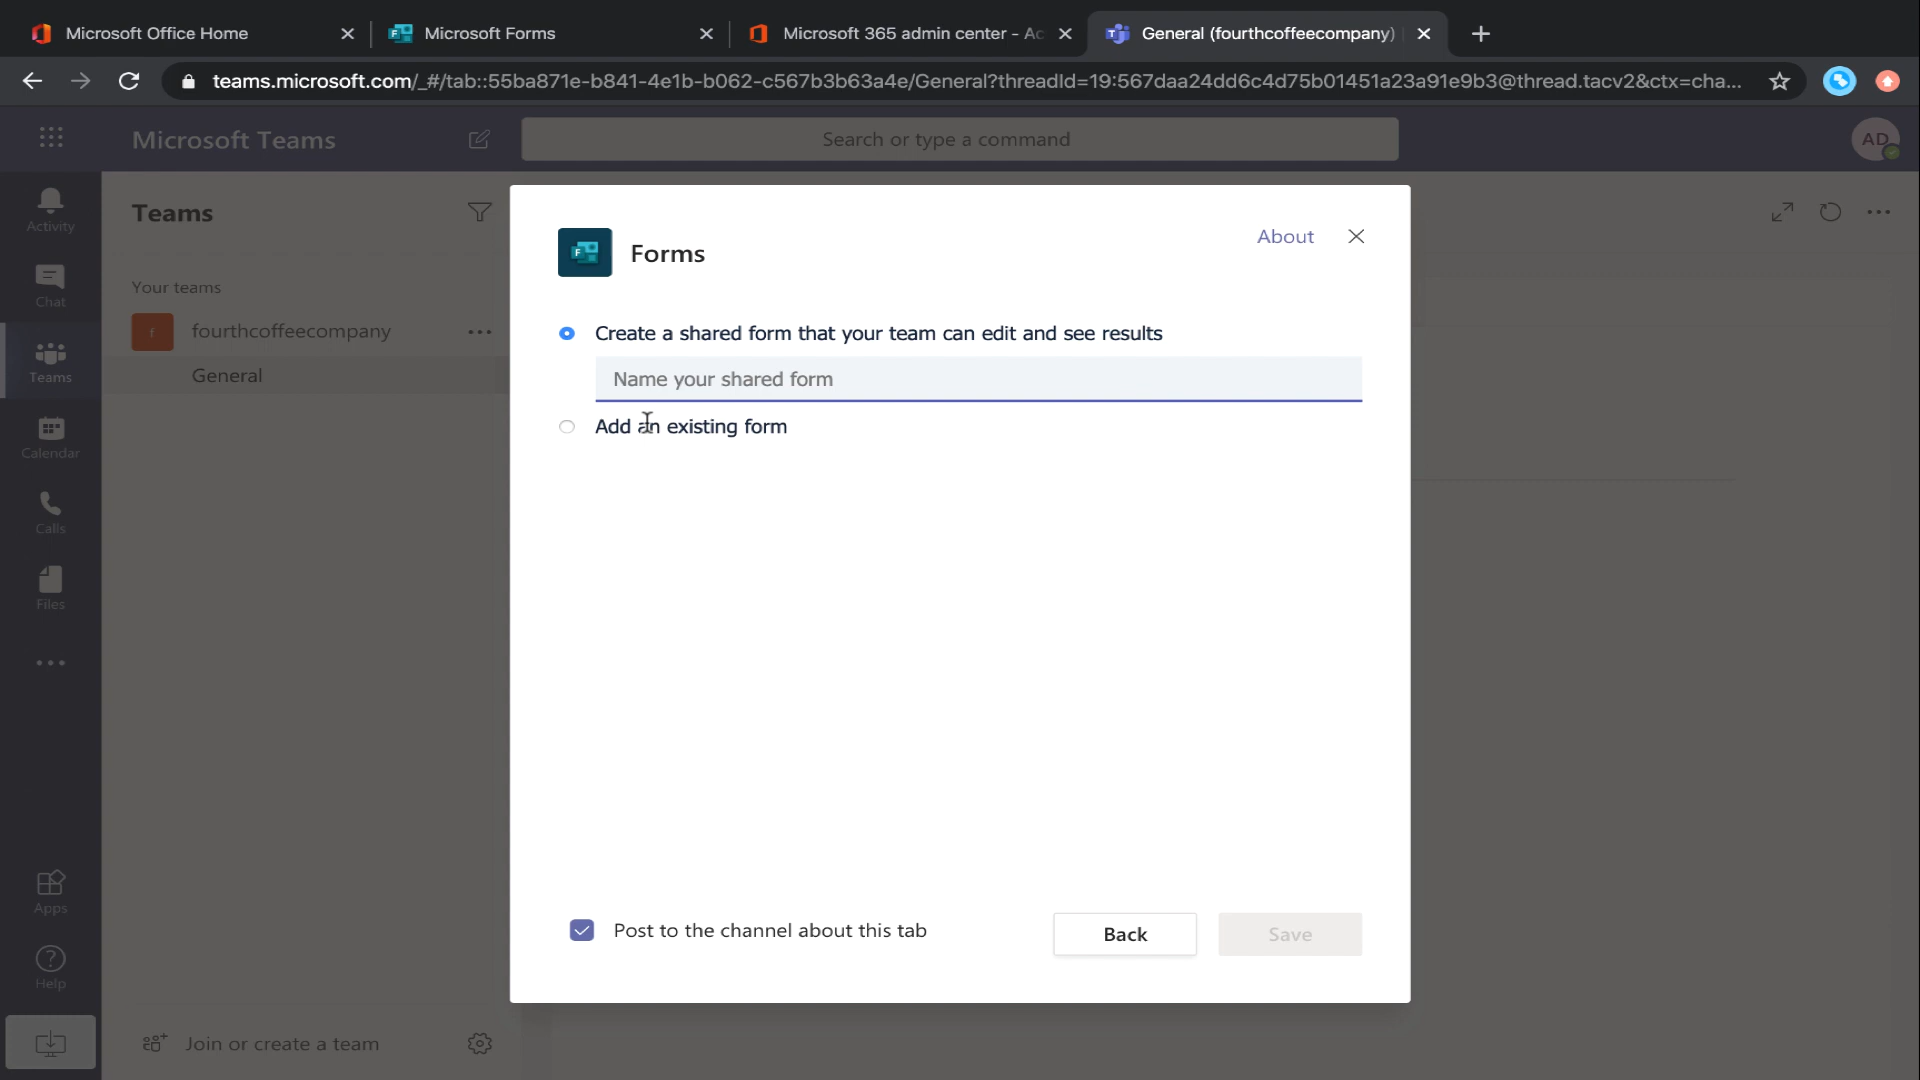 Microsoft Office Home
Microsoft Forms
Microsoft 365 admin center - Ac
General (fourthcoffeecompany)
teams.microsoft.com/_#/tab::55ba871e-b841-4e1b-b062-c567b3b63a4e/General?threadId=19:567daa24dd6c4d75b01451a23a91e9b3@thread.tacv2&ctx=cha...
Microsoft Teams
Search or type a command
AD
Activity
Chat
Teams
Calendar
Calls
Files
Apps
Help
Teams
Your teams
f
fourthcoffeecompany
General
Join or create a team
F
Forms
About
Create a shared form that your team can edit and see results
Name your shared form
Add an existing form
Post to the channel about this tab
Back
Save